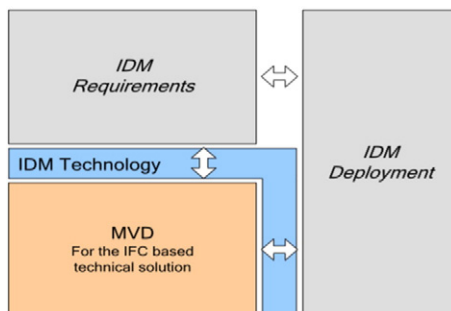 IDM
Requirements
IDM
Deployment
IDM Technology
MVD
For the IFC based
technical solution